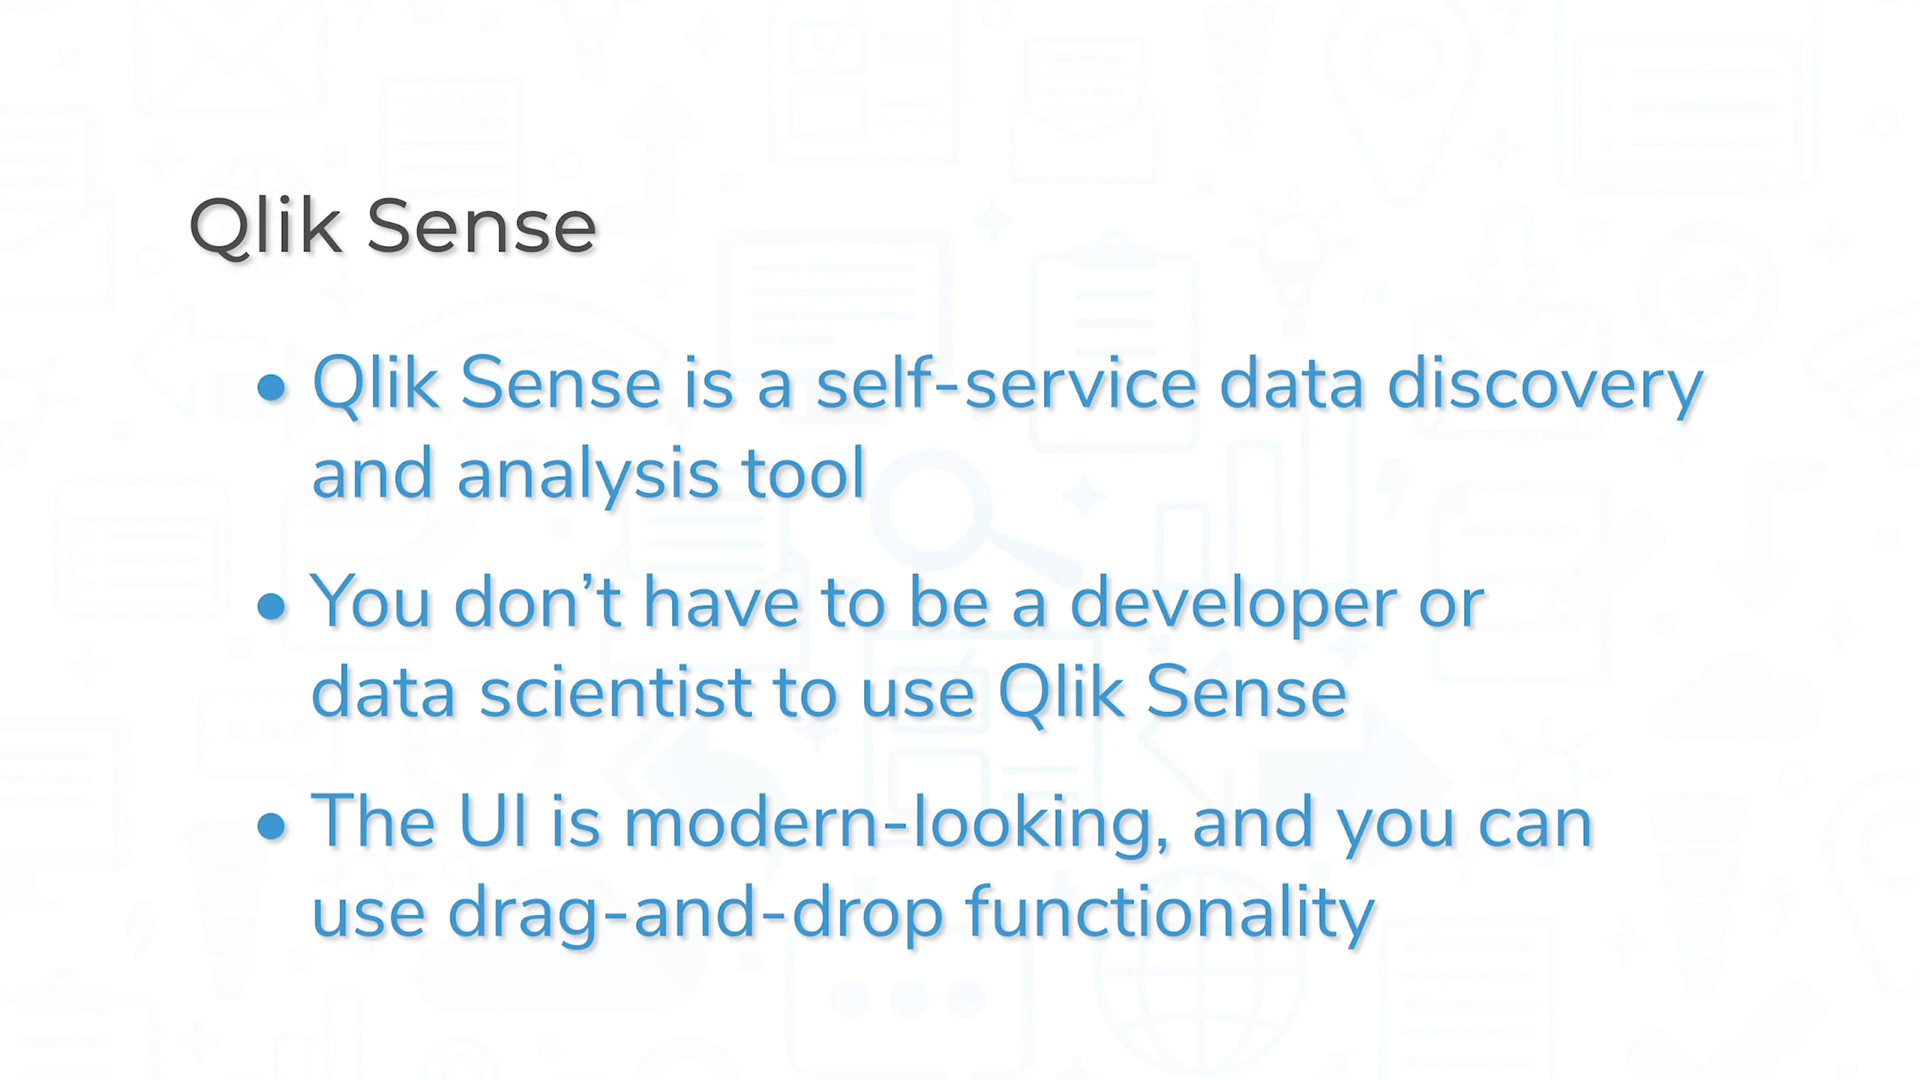 Qlik Sense
• Qlik Sense is a self-service data discovery
and analysis tool
• You don’t have to be a developer or
data scientist to use Qlik Sense
• The UI is modern-looking, and you can
use drag-and-drop functionality